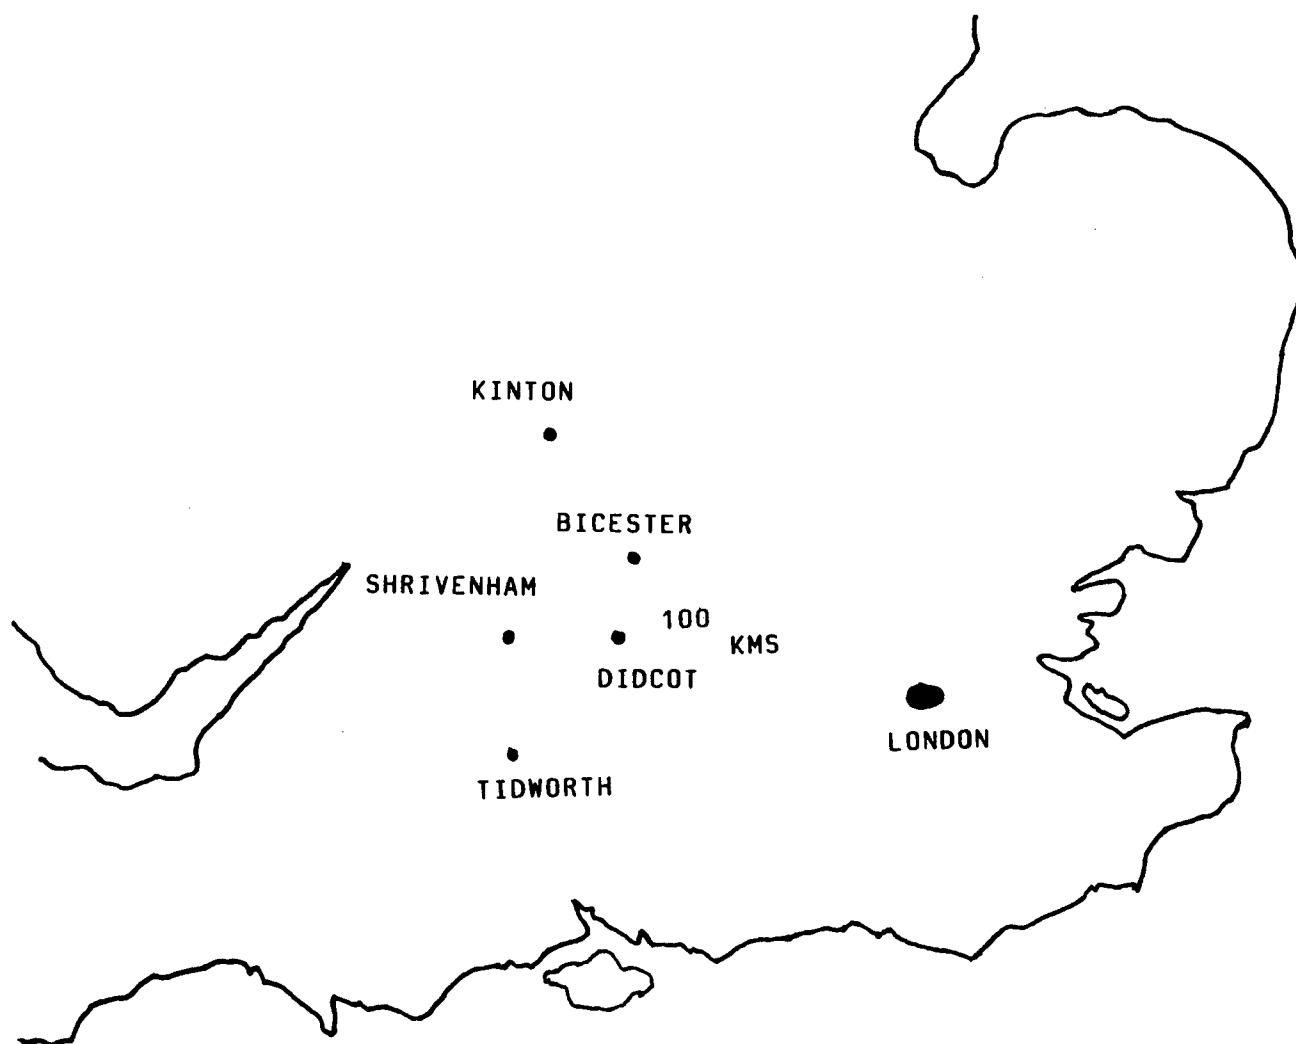 KINTON
BICESTER
SHRIVENHAM
100
KMS
DIDCOT
LONDON
TIDWORTH